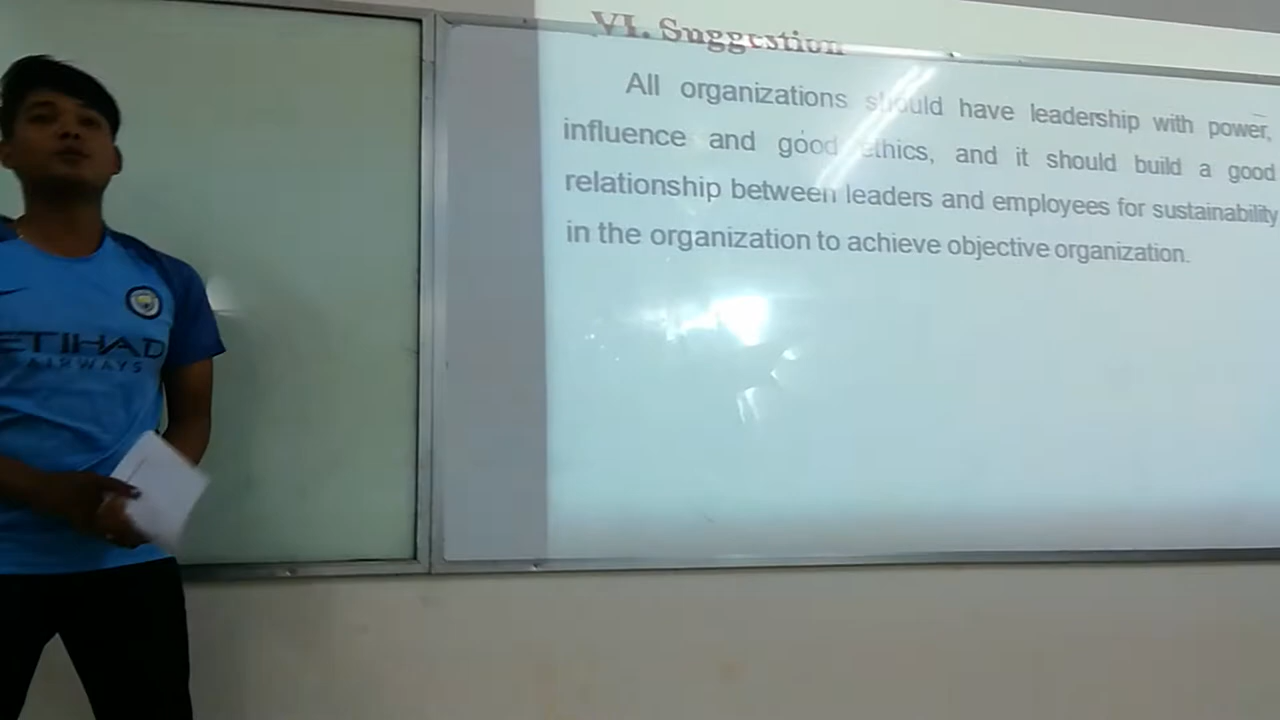 VI. Suggestion
All organizations should have leadership with power,
influence and good ethics, and it should build a good
relationship between leaders and employees for sustainability
in the organization to achieve objective organization.
ETIHAD
AIRWAYS